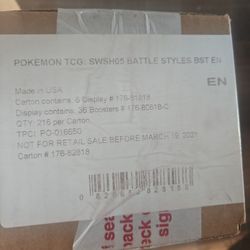 POKEMON TCG: SWSH05 BATTLE STYLES BST EN
EN
Made in USA
Carton contains: 6 Display # 176-81818
Display contains: 36 Boosters # 176-80818-C
QTY: 216 per Carton.
TPCI: PO-016650
NOT FOR RETAIL SALE BEFORE MARCH 19, 2021
Carton # 176-82818